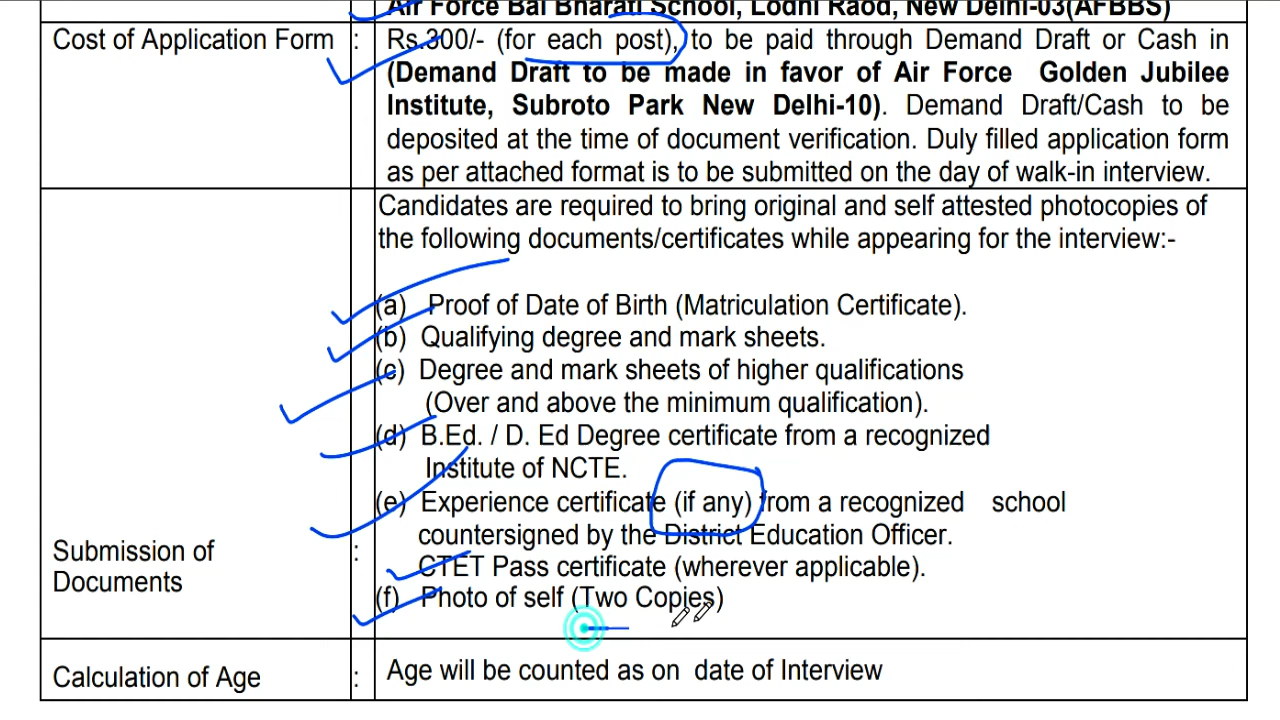 Air Force Bal Bharati School, Lodhi Raod, New Delhi-03(AFBBS)
Cost of Application Form : Rs.300/- (for each post), to be paid through Demand Draft or Cash in
(Demand Draft to be made in favor of Air Force Golden Jubilee
Institute, Subroto Park New Delhi-10). Demand Draft/Cash to be
deposited at the time of document verification. Duly filled application form
as per attached format is to be submitted on the day of walk-in interview.
Candidates are required to bring original and self attested photocopies of
the following documents/certificates while appearing for the interview:-
(a) Proof of Date of Birth (Matriculation Certificate).
(b) Qualifying degree and mark sheets.
(c) Degree and mark sheets of higher qualifications
(Over and above the minimum qualification).
(d) B.Ed. / D. Ed Degree certificate from a recognized
Institute of NCTE.
(e) Experience certificate (if any) from a recognized school
countersigned by the District Education Officer.
Submission of Documents :
CTET Pass certificate (wherever applicable).
(f) Photo of self (Two Copies)
Calculation of Age : Age will be counted as on date of Interview